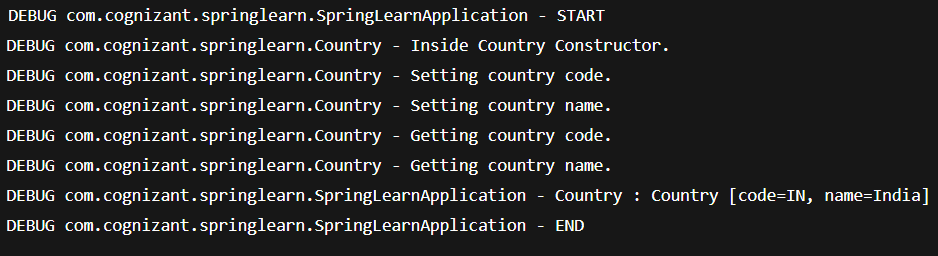 DEBUG com.cognizant.springlearn.SpringLearnApplication - START
DEBUG com.cognizant.springlearn.Country - Inside Country Constructor.
DEBUG com.cognizant.springlearn.Country - Setting country code.
DEBUG com.cognizant.springlearn.Country - Setting country name.
DEBUG com.cognizant.springlearn.Country - Getting country code.
DEBUG com.cognizant.springlearn.Country - Getting country name.
DEBUG com.cognizant.springlearn.SpringLearnApplication - Country : Country [code=IN, name=India]
DEBUG com.cognizant.springlearn.SpringLearnApplication - END